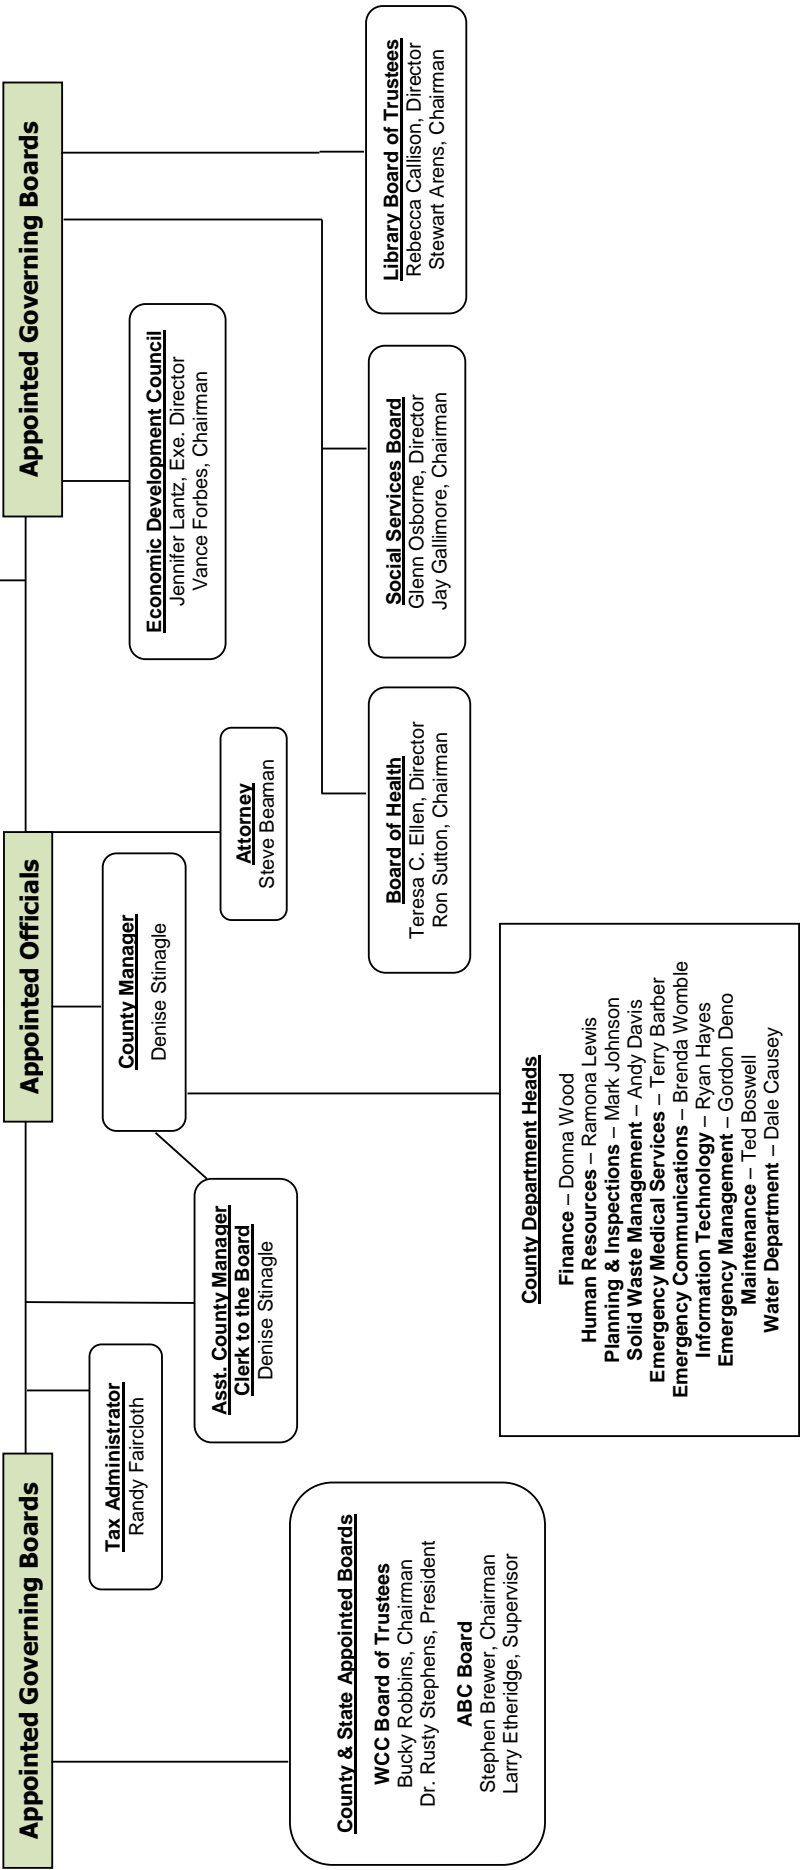 Appointed Governing Boards
Appointed Officials
Appointed Governing Boards
Tax Administrator
Randy Faircloth
County Manager
Denise Stinagle
Asst. County Manager
Clerk to the Board
Denise Stinagle
Attorney
Steve Beaman
Economic Development Council
Jennifer Lantz, Exe. Director
Vance Forbes, Chairman
County & State Appointed Boards
WCC Board of Trustees
Bucky Robbins, Chairman
Dr. Rusty Stephens, President
ABC Board
Stephen Brewer, Chairman
Larry Etheridge, Supervisor
Board of Health
Teresa C. Ellen, Director
Ron Sutton, Chairman
Social Services Board
Glenn Osborne, Director
Jay Gallimore, Chairman
Library Board of Trustees
Rebecca Callison, Director
Stewart Arens, Chairman
County Department Heads
Finance – Donna Wood
Human Resources – Ramona Lewis
Planning & Inspections – Mark Johnson
Solid Waste Management – Andy Davis
Emergency Medical Services – Terry Barber
Emergency Communications – Brenda Womble
Information Technology – Ryan Hayes
Emergency Management – Gordon Deno
Maintenance – Ted Boswell
Water Department – Dale Causey